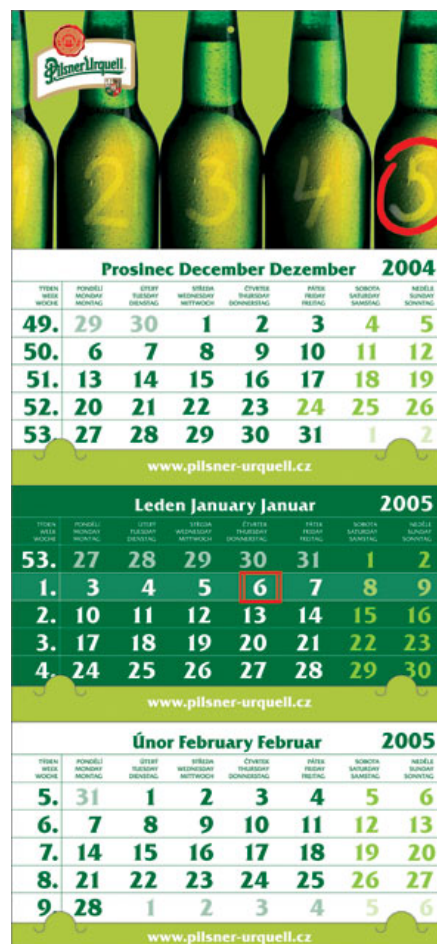 Pilsner Urquell
1 2 3 4 5
Prosinec December Dezember 2004
TÝDEN PONDĚLÍ ÚTERÝ STŘEDA ČTVRTEK PÁTEK SOBOTA NEDĚLE
WEEK MONDAY TUESDAY WEDNESDAY THURSDAY FRIDAY SATURDAY SUNDAY
WOCHE MONTAG DIENSTAG MITTWOCH DONNERSTAG FREITAG SAMSTAG SONNTAG
49. 29 30 1 2 3 4 5
50. 6 7 8 9 10 11 12
51. 13 14 15 16 17 18 19
52. 20 21 22 23 24 25 26
53. 27 28 29 30 31 1 2
www.pilsner-urquell.cz
Leden January Januar 2005
TÝDEN PONDĚLÍ ÚTERÝ STŘEDA ČTVRTEK PÁTEK SOBOTA NEDĚLE
WEEK MONDAY TUESDAY WEDNESDAY THURSDAY FRIDAY SATURDAY SUNDAY
WOCHE MONTAG DIENSTAG MITTWOCH DONNERSTAG FREITAG SAMSTAG SONNTAG
53. 27 28 29 30 31 1 2
1. 3 4 5 6 7 8 9
2. 10 11 12 13 14 15 16
3. 17 18 19 20 21 22 23
4. 24 25 26 27 28 29 30
www.pilsner-urquell.cz
Únor February Februar 2005
TÝDEN PONDĚLÍ ÚTERÝ STŘEDA ČTVRTEK PÁTEK SOBOTA NEDĚLE
WEEK MONDAY TUESDAY WEDNESDAY THURSDAY FRIDAY SATURDAY SUNDAY
WOCHE MONTAG DIENSTAG MITTWOCH DONNERSTAG FREITAG SAMSTAG SONNTAG
5. 31 1 2 3 4 5 6
6. 7 8 9 10 11 12 13
7. 14 15 16 17 18 19 20
8. 21 22 23 24 25 26 27
9. 28 1 2 3 4 5 6
www.pilsner-urquell.cz